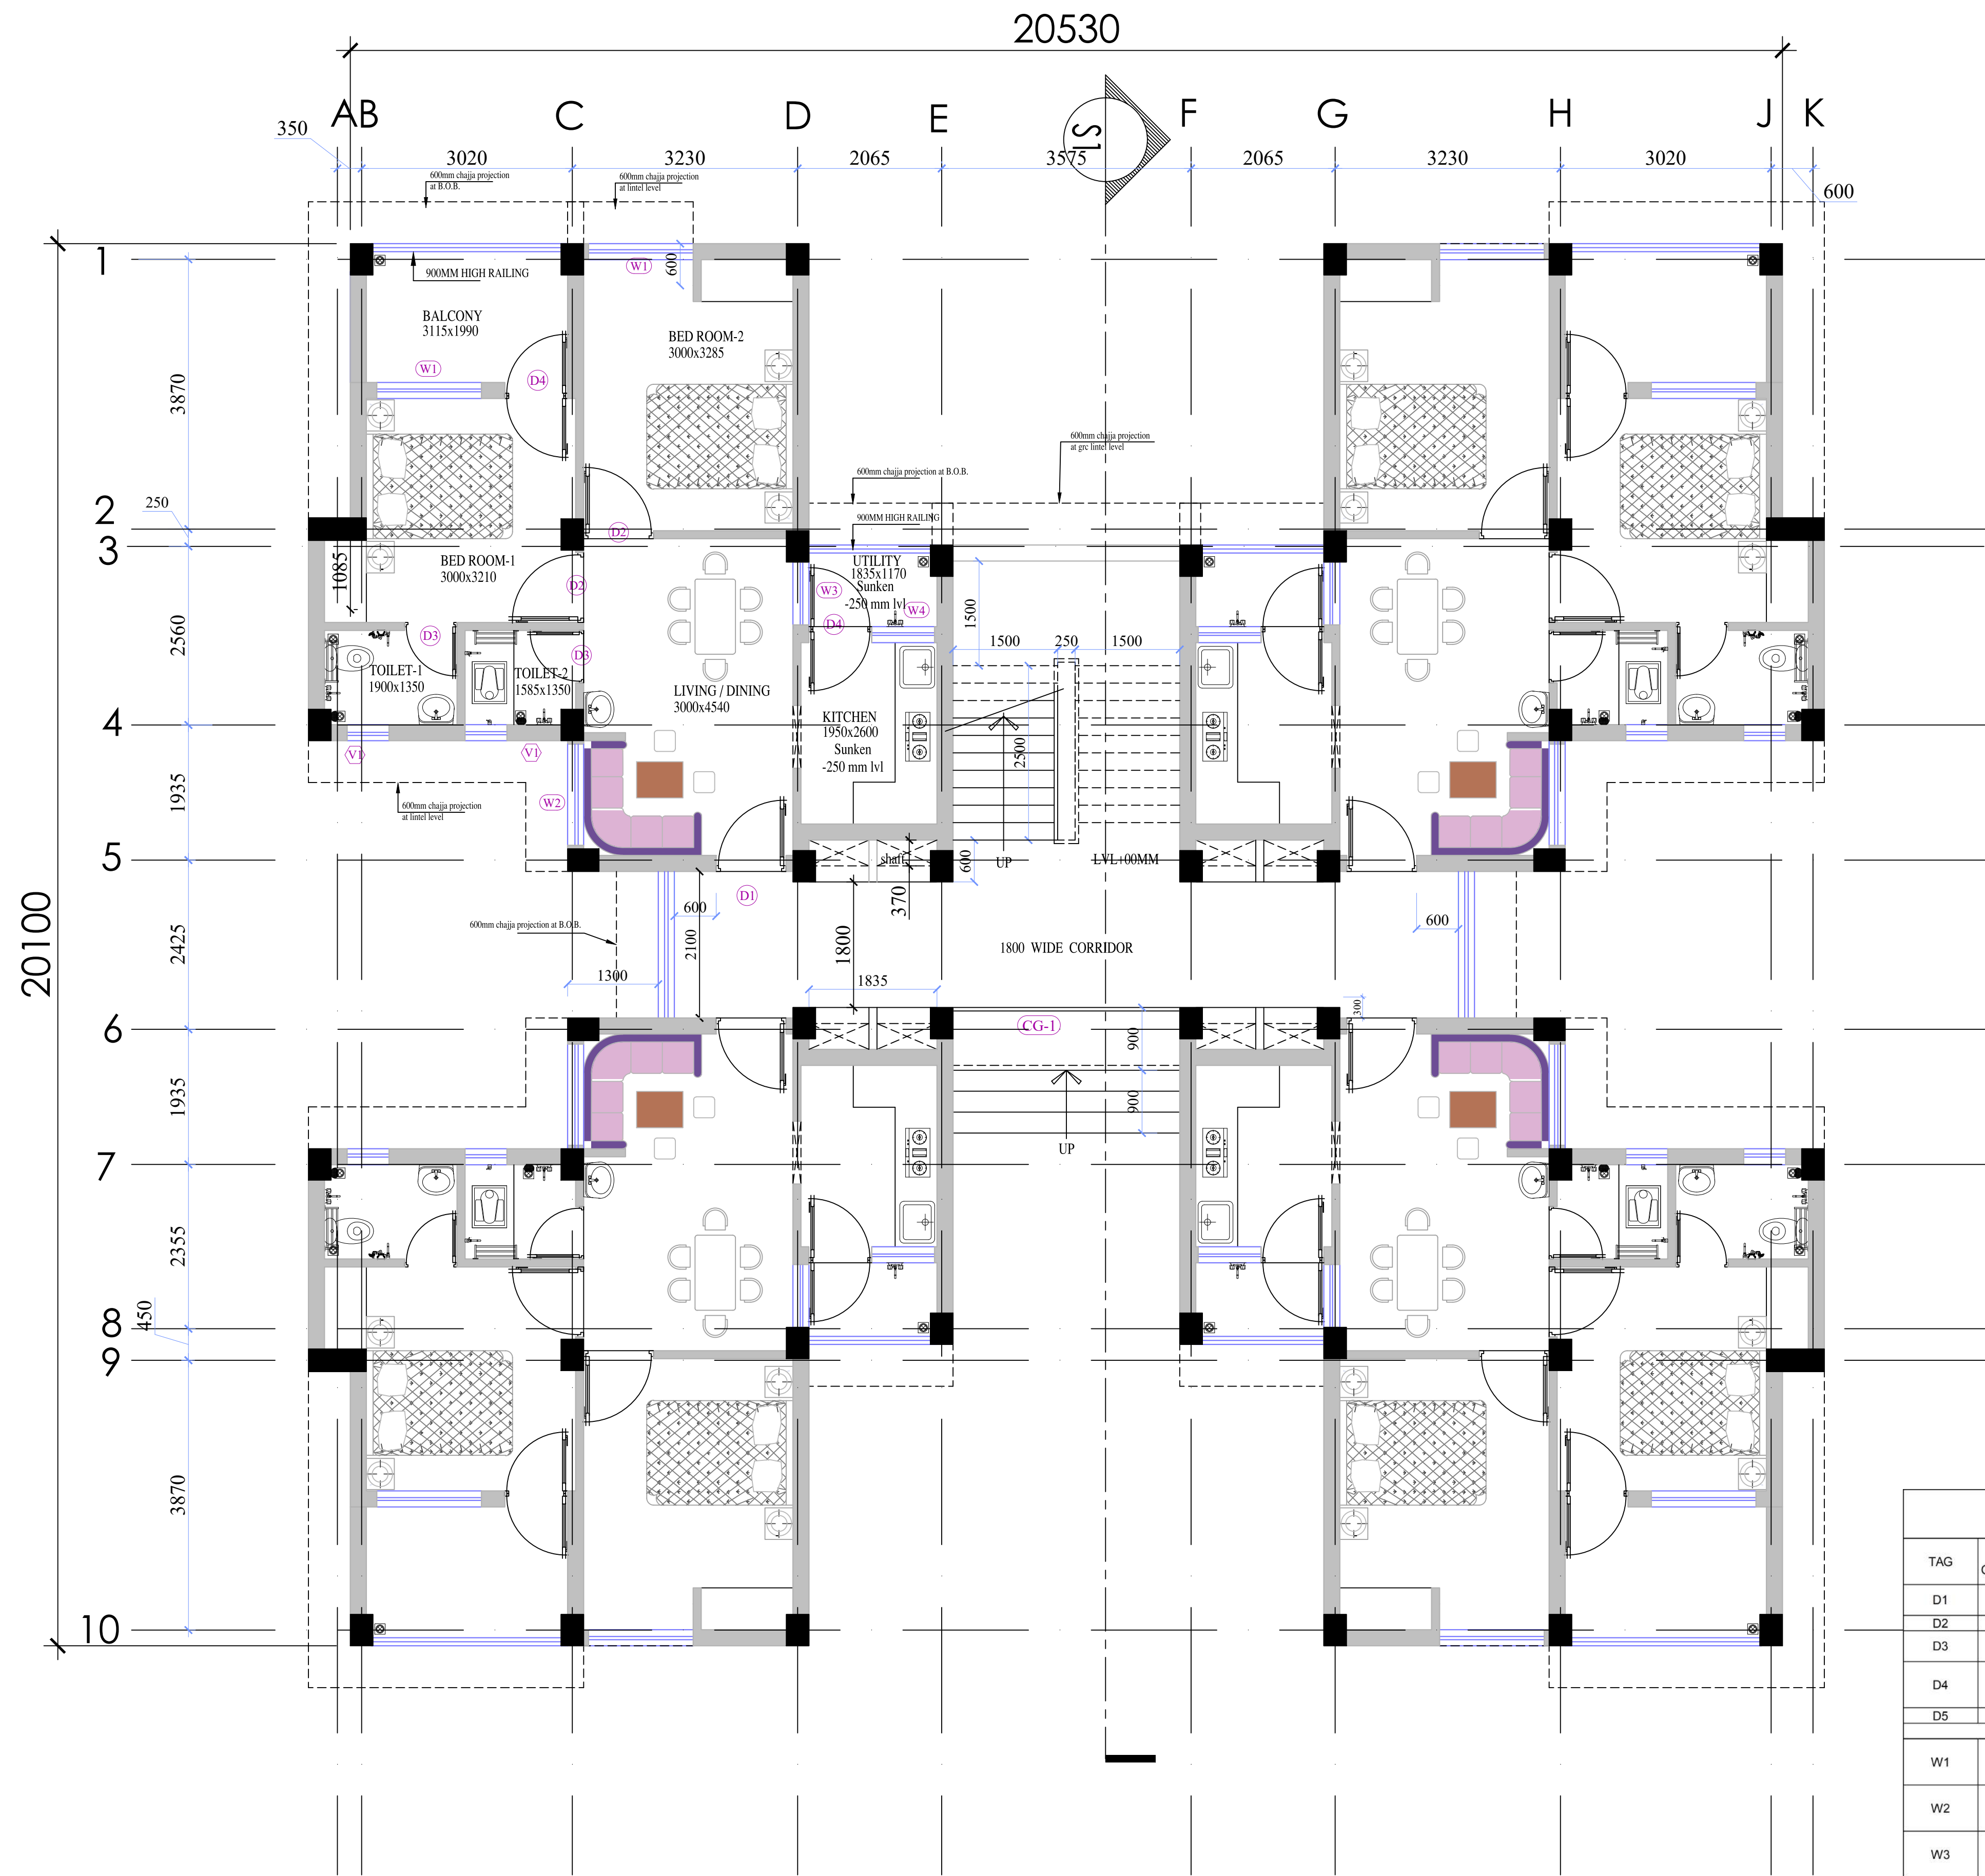 20530
A B C D E F G H J K
S1
350
3020 3230 2065 3575 2065 3230 3020
600
600mm chajja projection
at B.O.B.
600mm chajja projection
at lintel level
1
900MM HIGH RAILING
W1
600
BALCONY
3115x1990
BED ROOM-2
3000x3285
W1
D4
3870
600mm chajja projection
at grc lintel level
600mm chajja projection at B.O.B.
2
250
900MM HIGH RAILING
D2
3
1085
BED ROOM-1
3000x3210
D2
UTILITY
1835x1170
Sunken
-250 mm lvl
W3
W4
D4
1500
2560
1500 250 1500
D3
D3
TOILET-1
1900x1350
TOILET-2
1585x1350
LIVING / DINING
3000x4540
4
KITCHEN
1950x2600
Sunken
-250 mm lvl
2500
V1
V1
1935
W2
600mm chajja projection
at lintel level
5
shaft
600
UP
LVL+00MM
370
D1
20100
600
600
600mm chajja projection at B.O.B.
2425
2100
1800
1800 WIDE CORRIDOR
1300
1835
300
6
CG-1
900
1935
900
UP
7
2355
8
450
9
3870
10
TAG
D1
D2
D3
D4
D5
W1
W2
W3